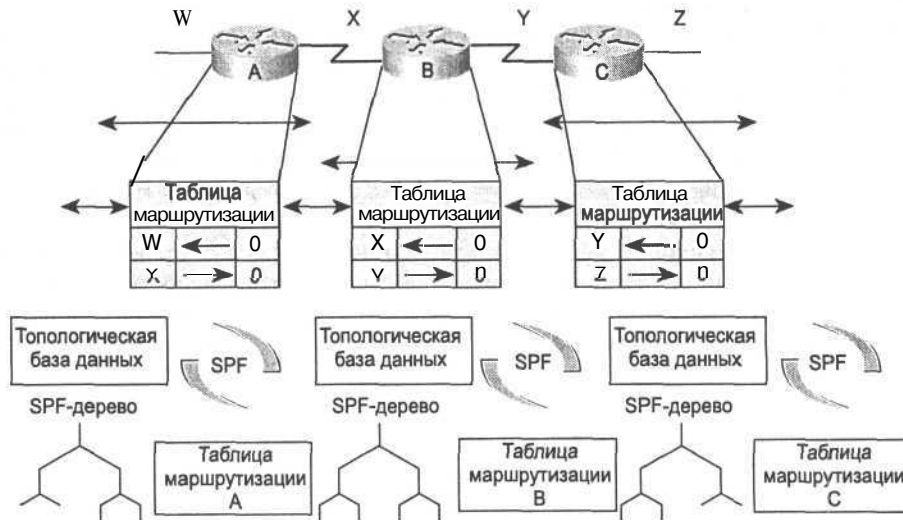 W X Y Z
A B C
Таблица маршрутизации
W 0
X 0
Таблица маршрутизации
X 0
Y 0
Таблица маршрутизации
Y 0
Z 0
Топологическая
база данных
SPF
SPF-дерево
Таблица
маршрутизации
A
Топологическая
база данных
SPF
SPF-дерево
Таблица
маршрутизации
B
Топологическая
база данных
SPF
SPF-дерево
Таблица
маршрутизации
C